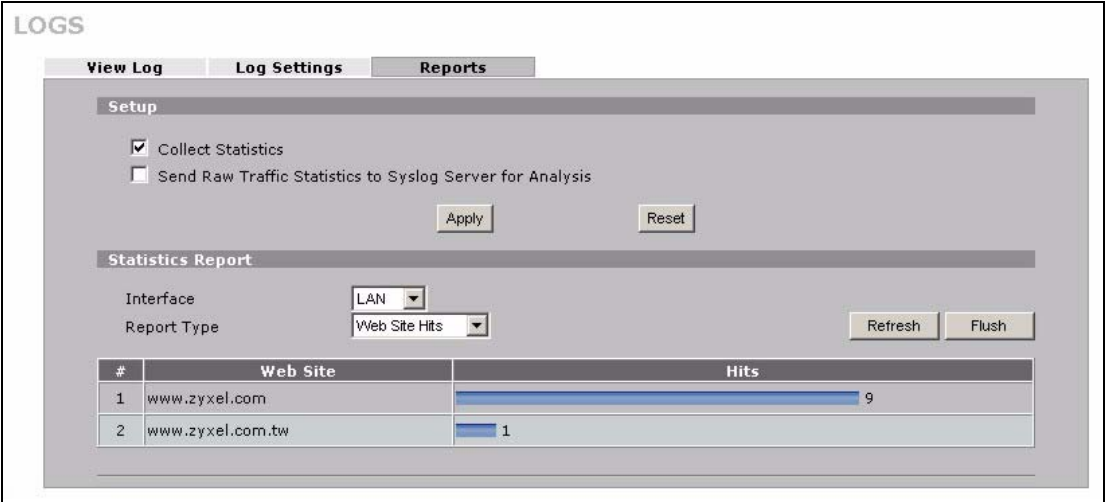 LOGS
View Log Log Settings Reports
Setup
Collect Statistics
Send Raw Traffic Statistics to Syslog Server for Analysis
Apply Reset
Statistics Report
Interface LAN
Report Type Web Site Hits Refresh Flush
# Web Site Hits
1 www.zyxel.com 9
2 www.zyxel.com.tw 1